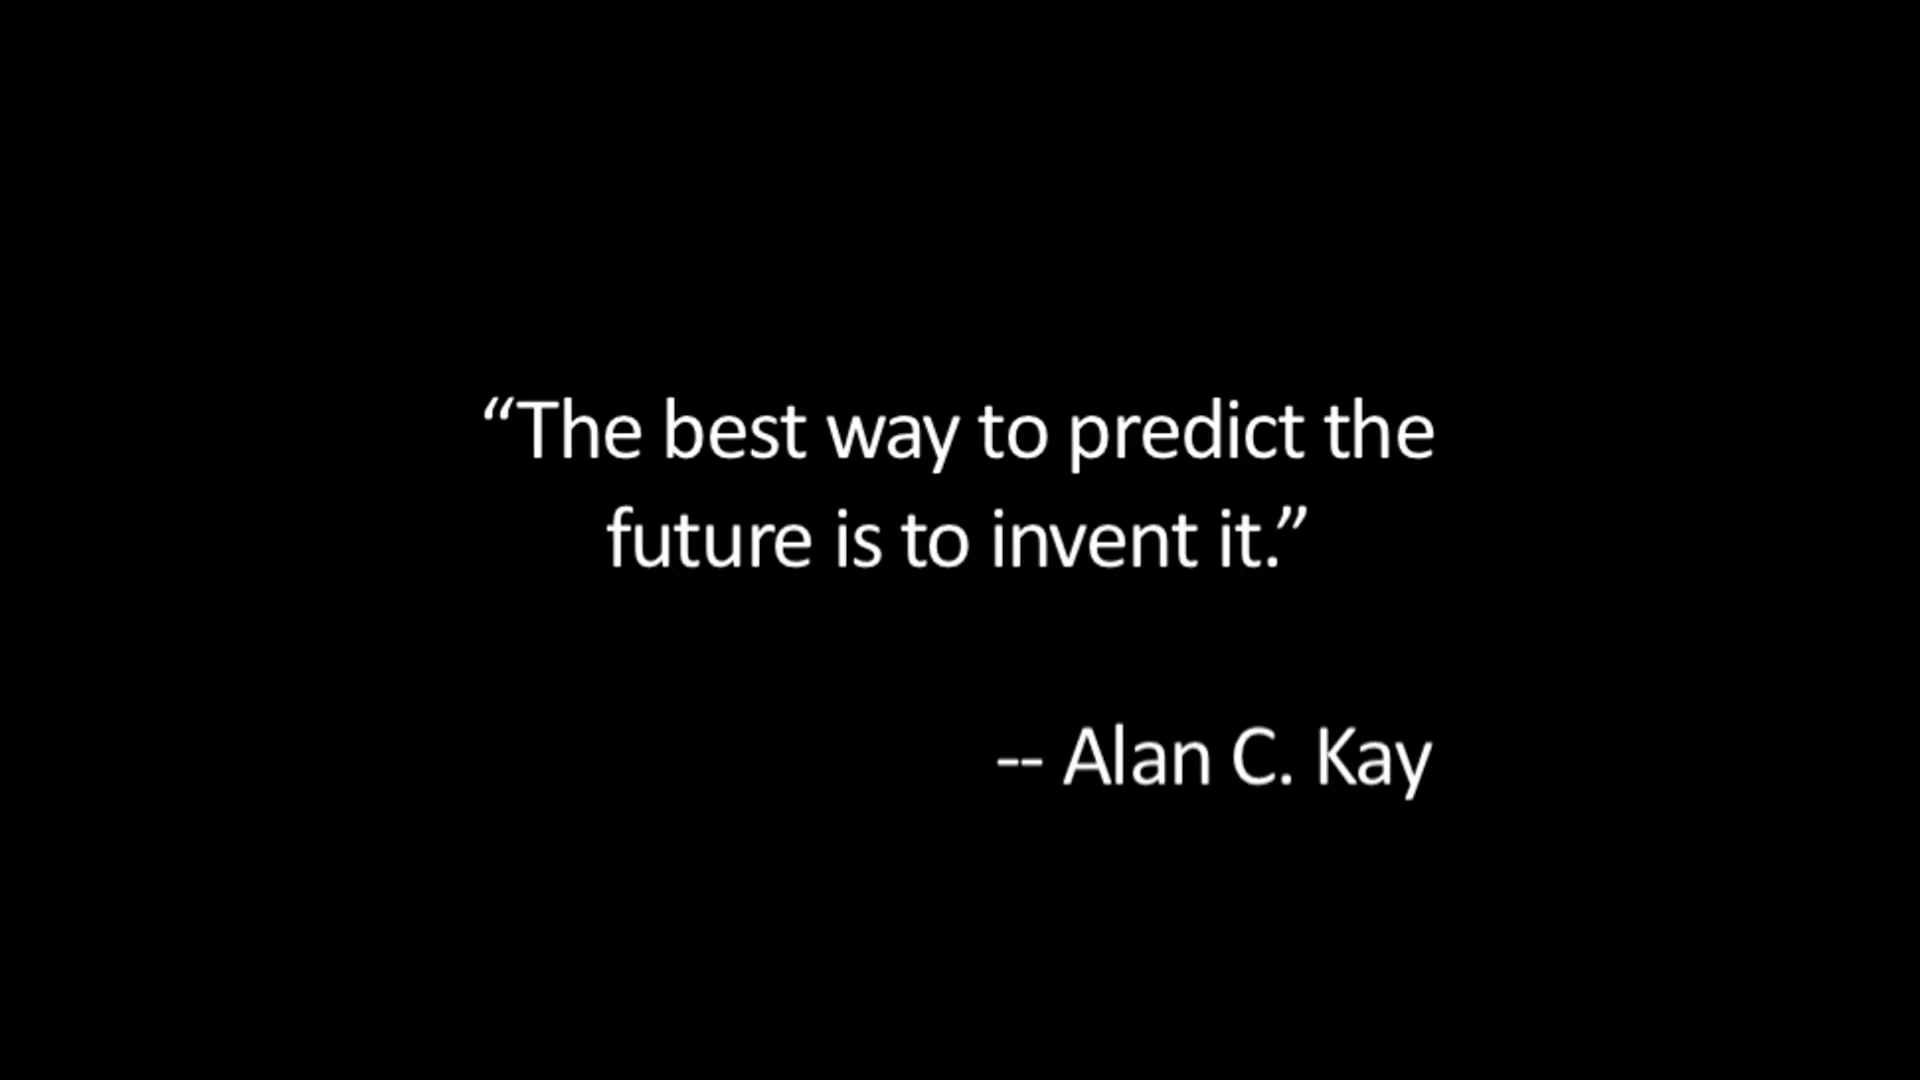 “The best way to predict the
future is to invent it.”
-- Alan C. Kay